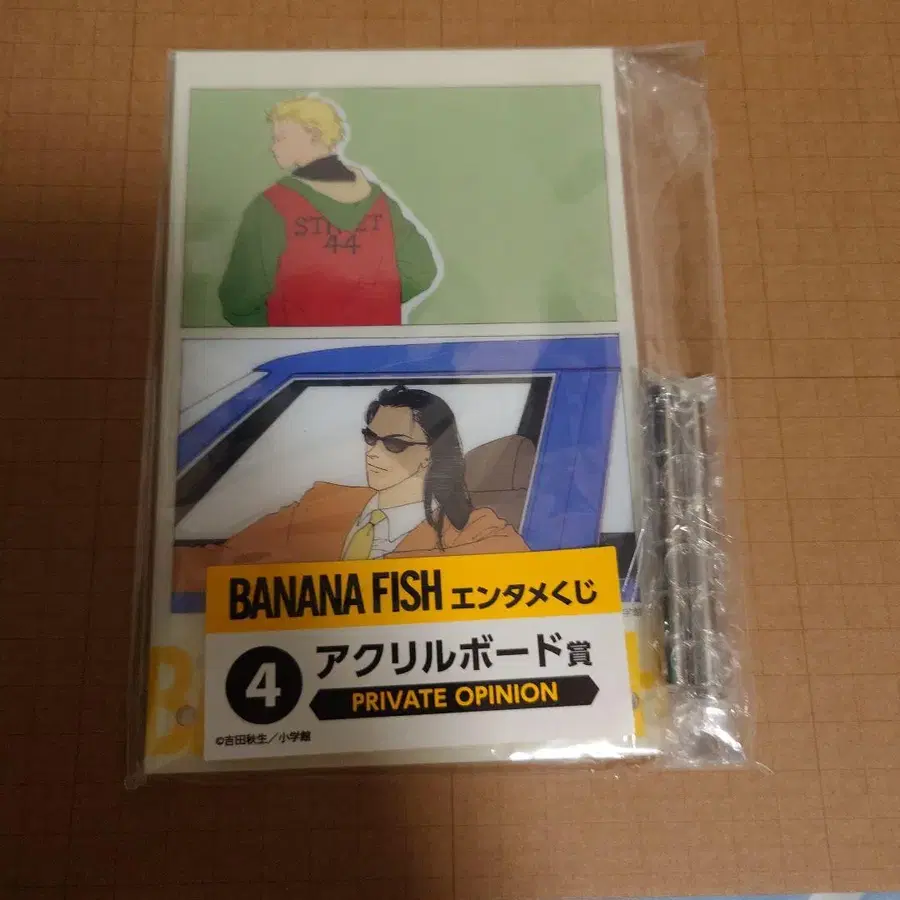 STREET
44
BANANA FISH エンタメくじ
4
アクリルボード賞
PRIVATE OPINION
©吉田秋生／小学館